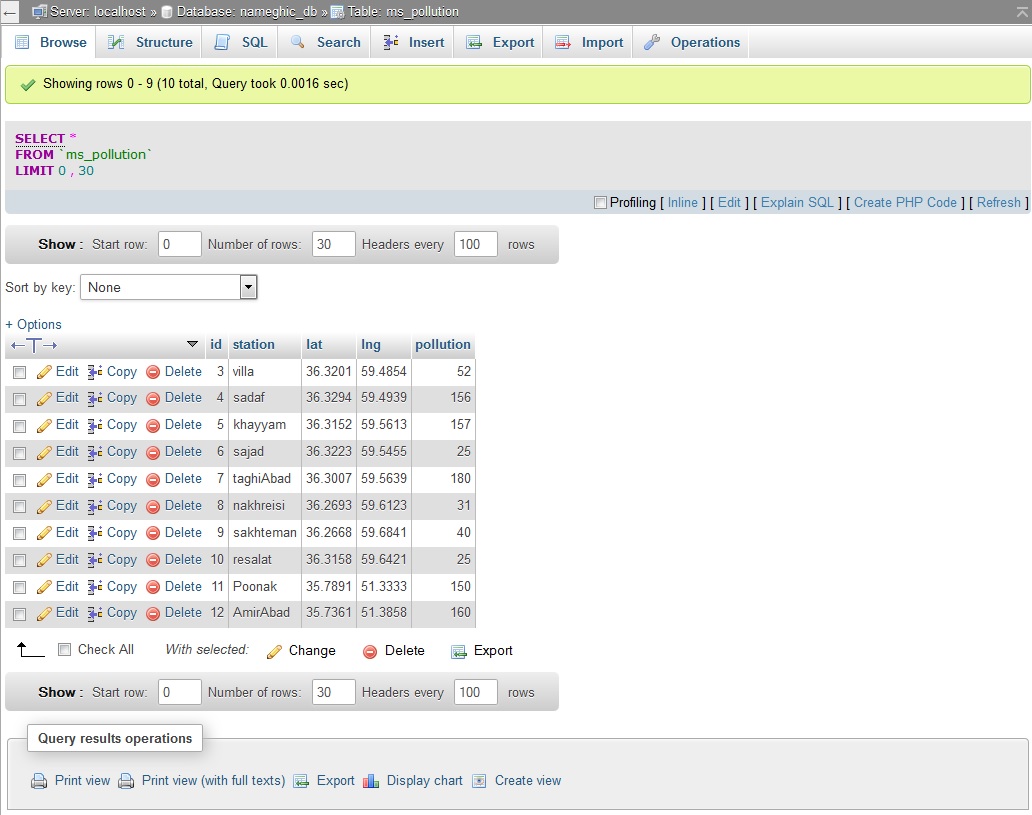 Server: localhost » Database: nameghic_db » Table: ms_pollution
Browse Structure SQL Search Insert Export Import Operations
Showing rows 0 - 9 (10 total, Query took 0.0016 sec)
SELECT *
FROM `ms_pollution`
LIMIT 0 , 30
Profiling [ Inline ] [ Edit ] [ Explain SQL ] [ Create PHP Code ] [ Refresh ]
Show : Start row: 0 Number of rows: 30 Headers every 100 rows
Sort by key: None
+ Options
←T→ id station lat lng pollution
Edit Copy Delete 3 villa 36.3201 59.4854 52
Edit Copy Delete 4 sadaf 36.3294 59.4939 156
Edit Copy Delete 5 khayyam 36.3152 59.5613 157
Edit Copy Delete 6 sajad 36.3223 59.5455 25
Edit Copy Delete 7 taghiAbad 36.3007 59.5639 180
Edit Copy Delete 8 nakhreisi 36.2693 59.6123 31
Edit Copy Delete 9 sakhteman 36.2668 59.6841 40
Edit Copy Delete 10 resalat 36.3158 59.6421 25
Edit Copy Delete 11 Poonak 35.7891 51.3333 150
Edit Copy Delete 12 AmirAbad 35.7361 51.3858 160
Check All With selected: Change Delete Export
Show : Start row: 0 Number of rows: 30 Headers every 100 rows
Query results operations
Print view Print view (with full texts) Export Display chart Create view